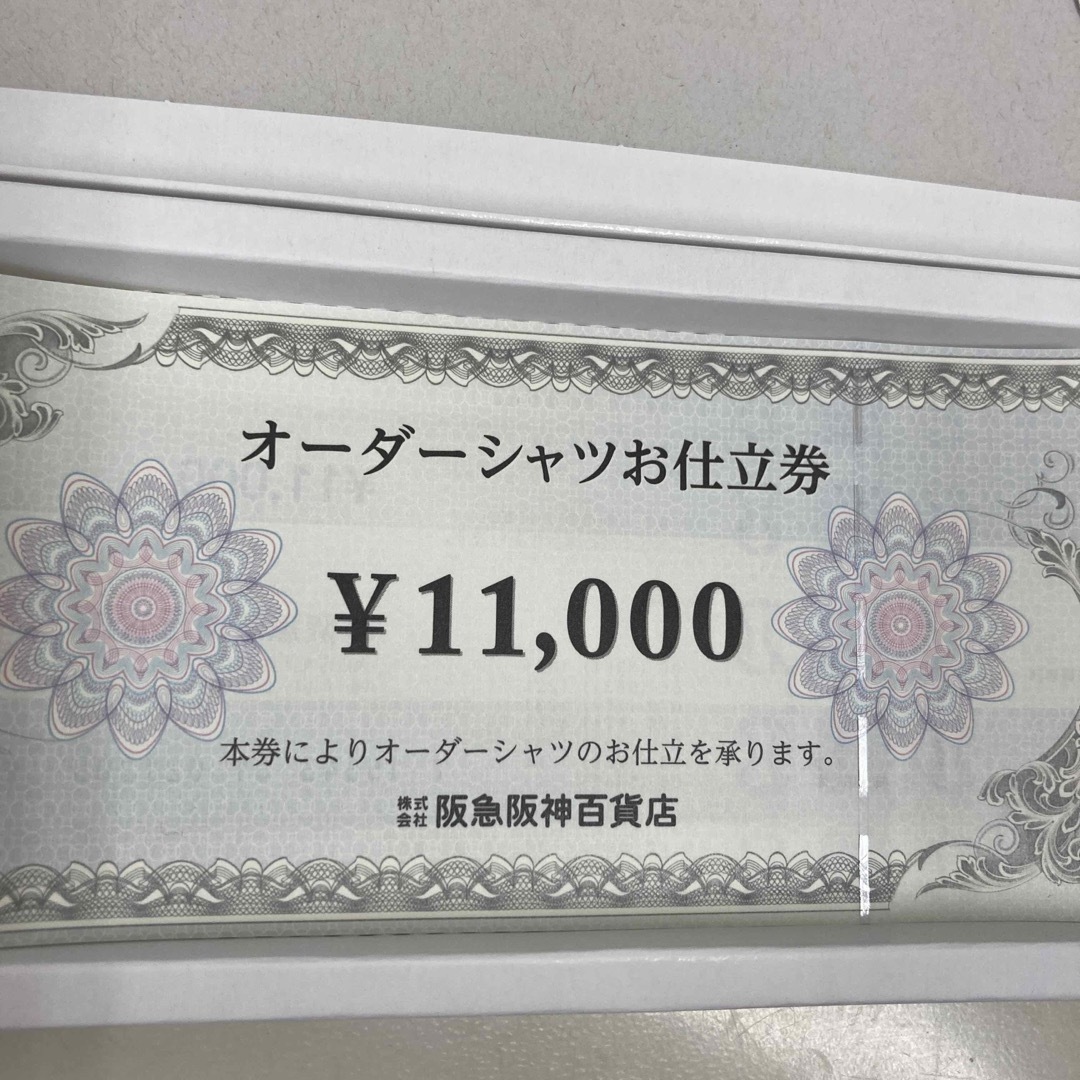 オーダーシャツお仕立券
¥11,000
本券によりオーダーシャツのお仕立を承ります。
株式会社 阪急阪神百貨店